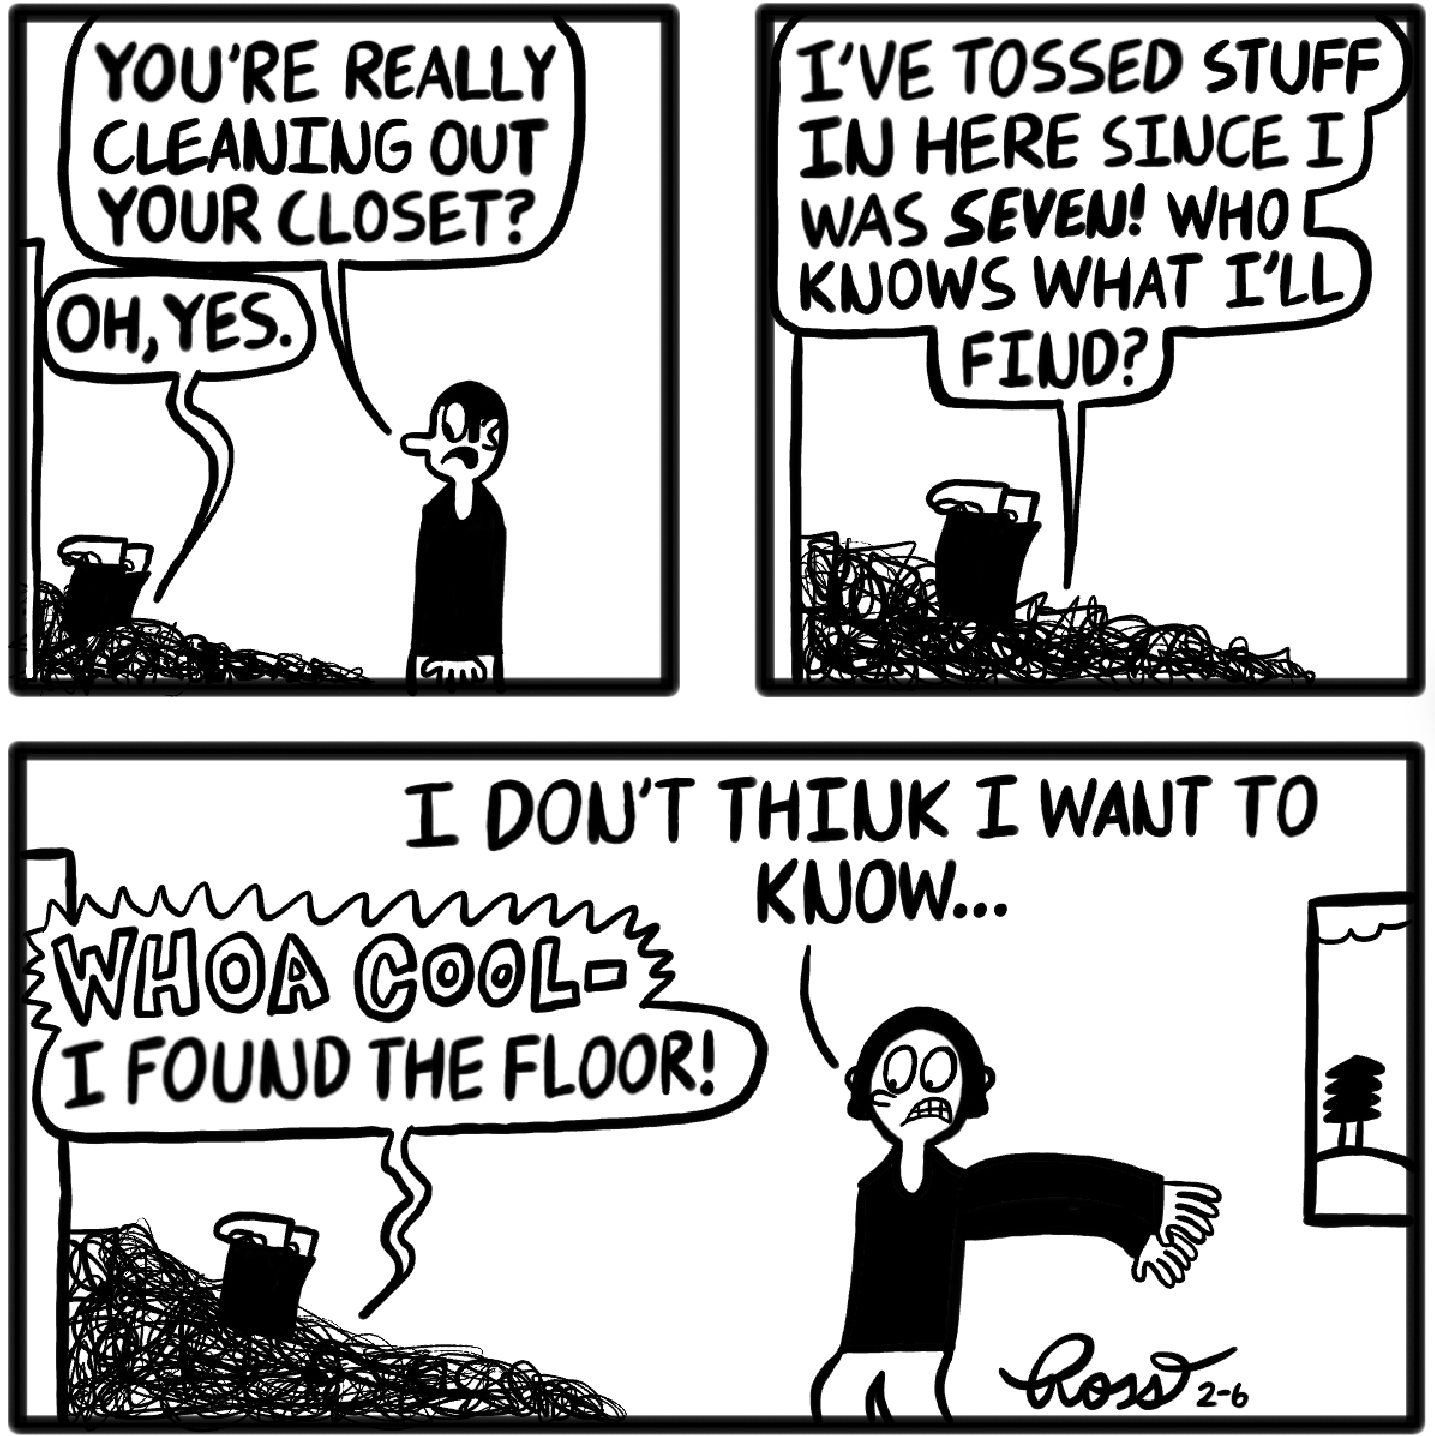 YOU'RE REALLY
CLEANING OUT
YOUR CLOSET?
OH, YES.
I'VE TOSSED STUFF
IN HERE SINCE I
WAS SEVEN! WHO
KNOWS WHAT I'LL
FIND?
I DON'T THINK I WANT TO
KNOW...
WHOA COOL-
I FOUND THE FLOOR!
Ross 2-6